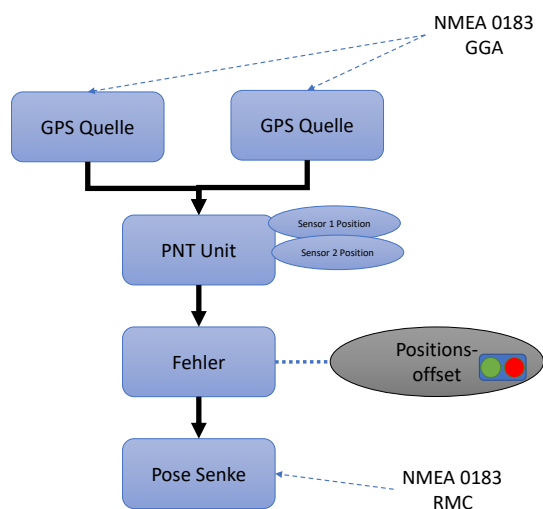 NMEA 0183
GGA
GPS Quelle
GPS Quelle
Sensor 1 Position
PNT Unit
Sensor 2 Position
Fehler
Positions-
offset
Pose Senke
NMEA 0183
RMC